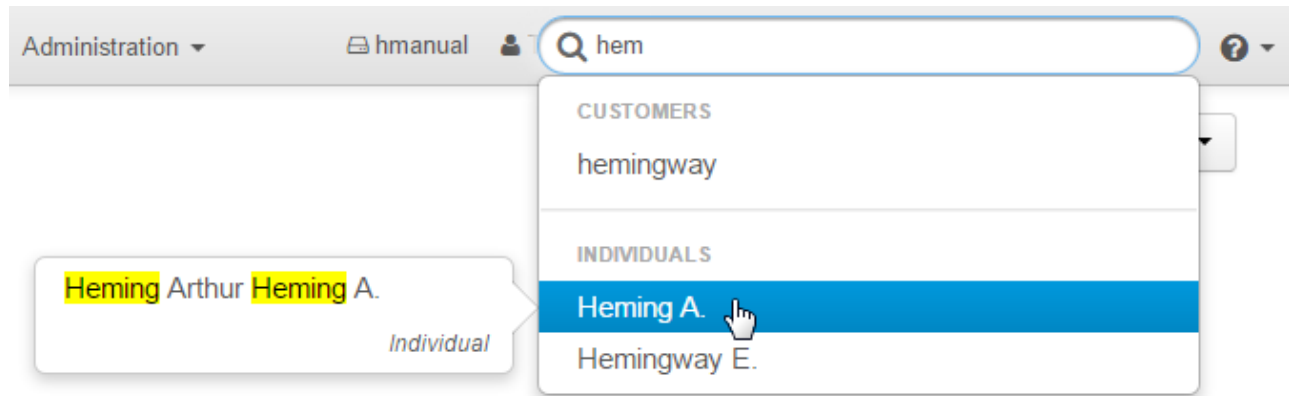 Administration hmanual hem
CUSTOMERS
hemingway
INDIVIDUALS
Heming Arthur Heming A.
Individual
Heming A.
Hemingway E.